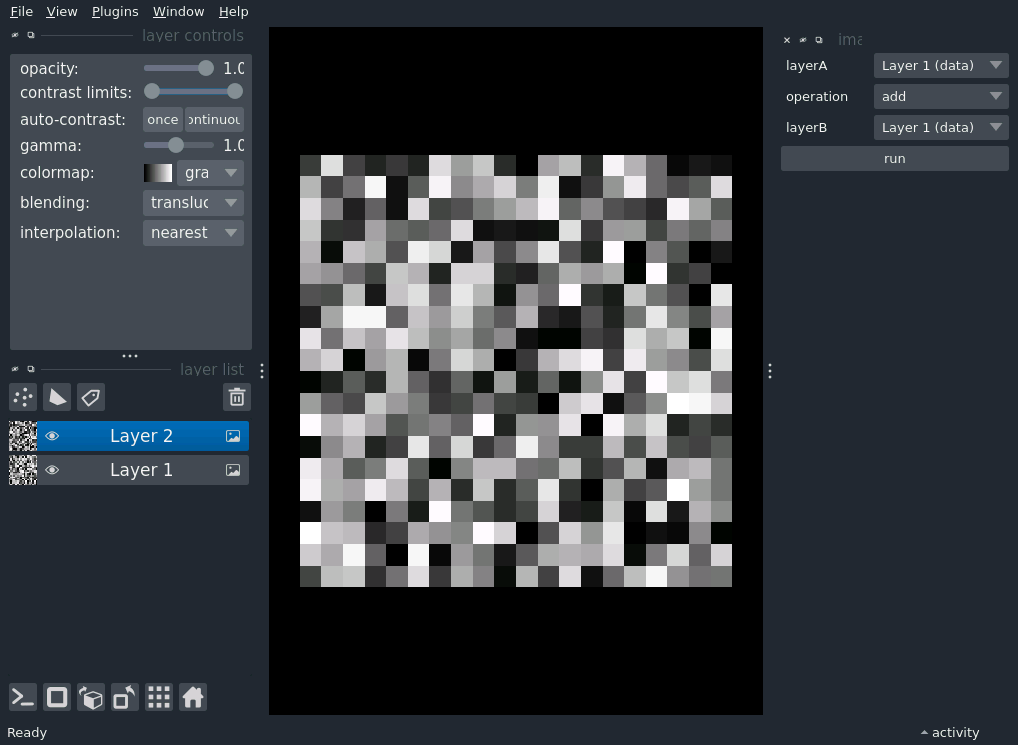 File View Plugins Window Help
layer controls
opacity: 1.0
contrast limits:
auto-contrast: once
gamma: 1.0
colormap: gra
blending: transluc
interpolation: nearest
layer list
Layer 2
Layer 1
ima
layerA Layer 1 (data)
operation add
layerB Layer 1 (data)
run
Ready
activity